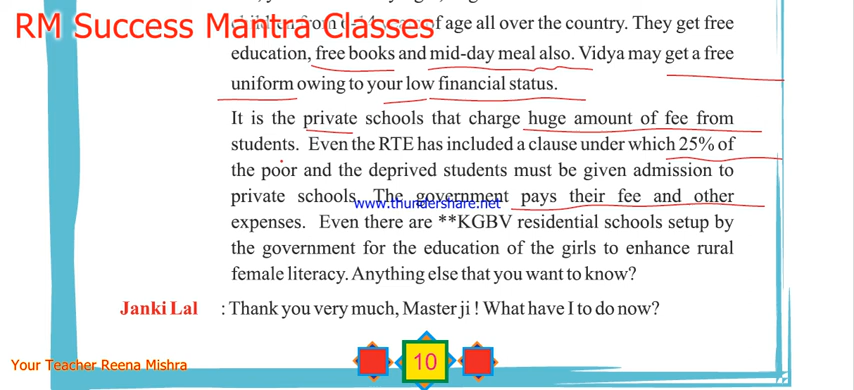 RM Success Mantra Classes
of age all over the country. They get free
education, free books and mid-day meal also. Vidya may get a free
uniform owing to your low financial status.
It is the private schools that charge huge amount of fee from
students. Even the RTE has included a clause under which 25% of
the poor and the deprived students must be given admission to
private schools. The government pays their fee and other
www.thundershare.net
expenses. Even there are **KGBV residential schools setup by
the government for the education of the girls to enhance rural
female literacy. Anything else that you want to know?
Janki Lal : Thank you very much, Master ji ! What have I to do now?
10
Your Teacher Reena Mishra